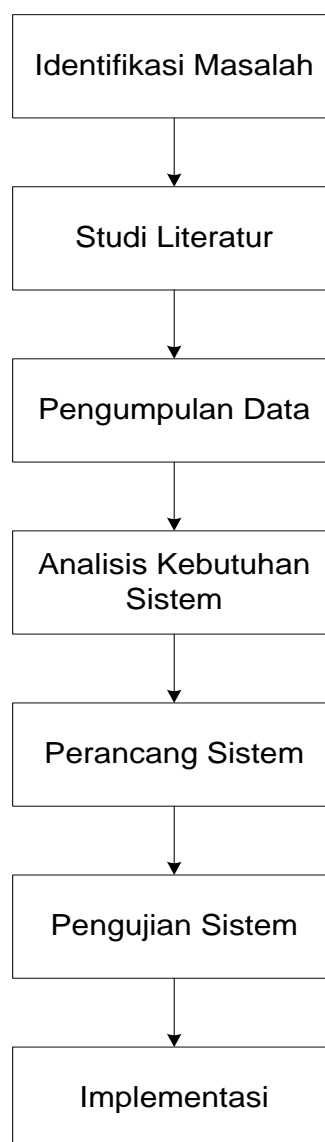 Identifikasi Masalah
Studi Literatur
Pengumpulan Data
Analisis Kebutuhan
Sistem
Perancang Sistem
Pengujian Sistem
Implementasi